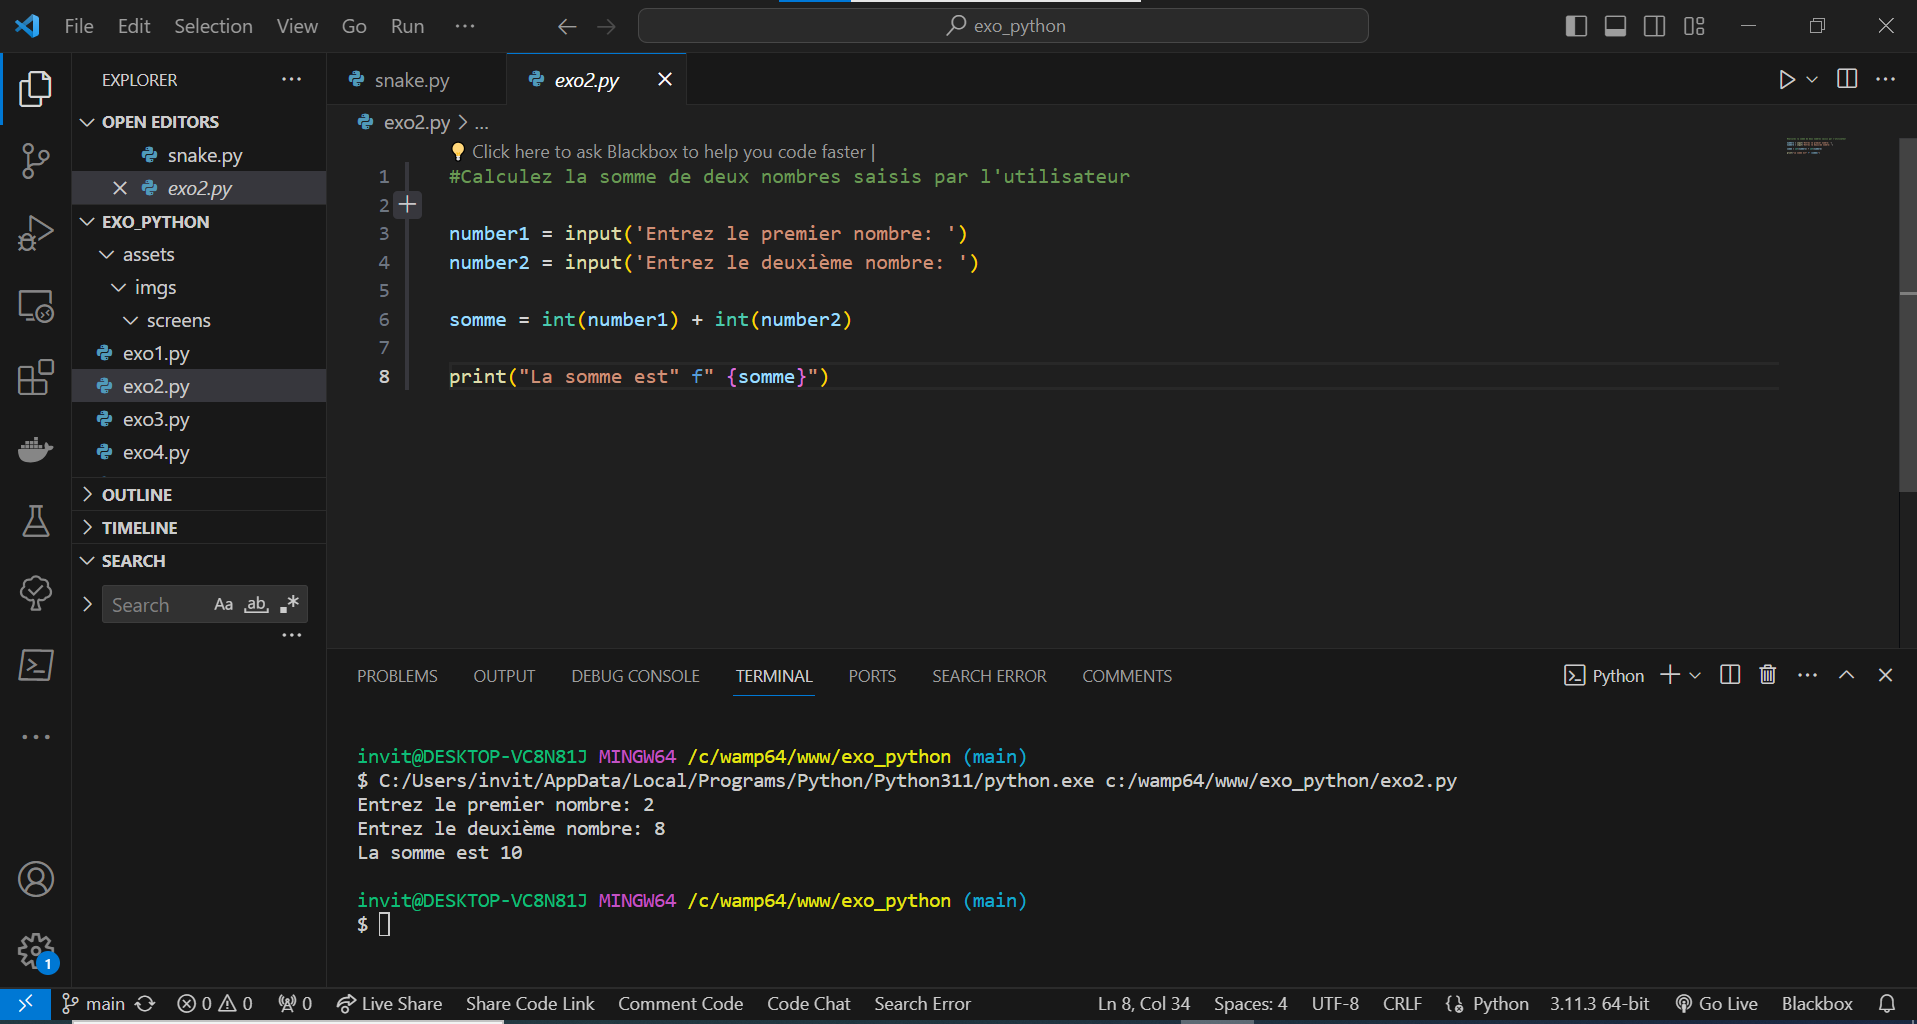 File Edit Selection View Go Run ···
exo_python
EXPLORER
OPEN EDITORS
snake.py
exo2.py
EXO_PYTHON
assets
imgs
screens
exo1.py
exo2.py
exo3.py
exo4.py
OUTLINE
TIMELINE
SEARCH
Search Aa ab .*
1
snake.py exo2.py
exo2.py > ...
Click here to ask Blackbox to help you code faster |
1 #Calculez la somme de deux nombres saisis par l'utilisateur
2
3 number1 = input('Entrez le premier nombre: ')
4 number2 = input('Entrez le deuxième nombre: ')
5
6 somme = int(number1) + int(number2)
7
8 print("La somme est" f" {somme}")
PROBLEMS OUTPUT DEBUG CONSOLE TERMINAL PORTS SEARCH ERROR COMMENTS Python
invit@DESKTOP-VC8N81J MINGW64 /c/wamp64/www/exo_python (main)
$ C:/Users/invit/AppData/Local/Programs/Python/Python311/python.exe c:/wamp64/www/exo_python/exo2.py
Entrez le premier nombre: 2
Entrez le deuxième nombre: 8
La somme est 10
invit@DESKTOP-VC8N81J MINGW64 /c/wamp64/www/exo_python (main)
$
main 0 0 0 Live Share Share Code Link Comment Code Code Chat Search Error Ln 8, Col 34 Spaces: 4 UTF-8 CRLF Python 3.11.3 64-bit Go Live Blackbox